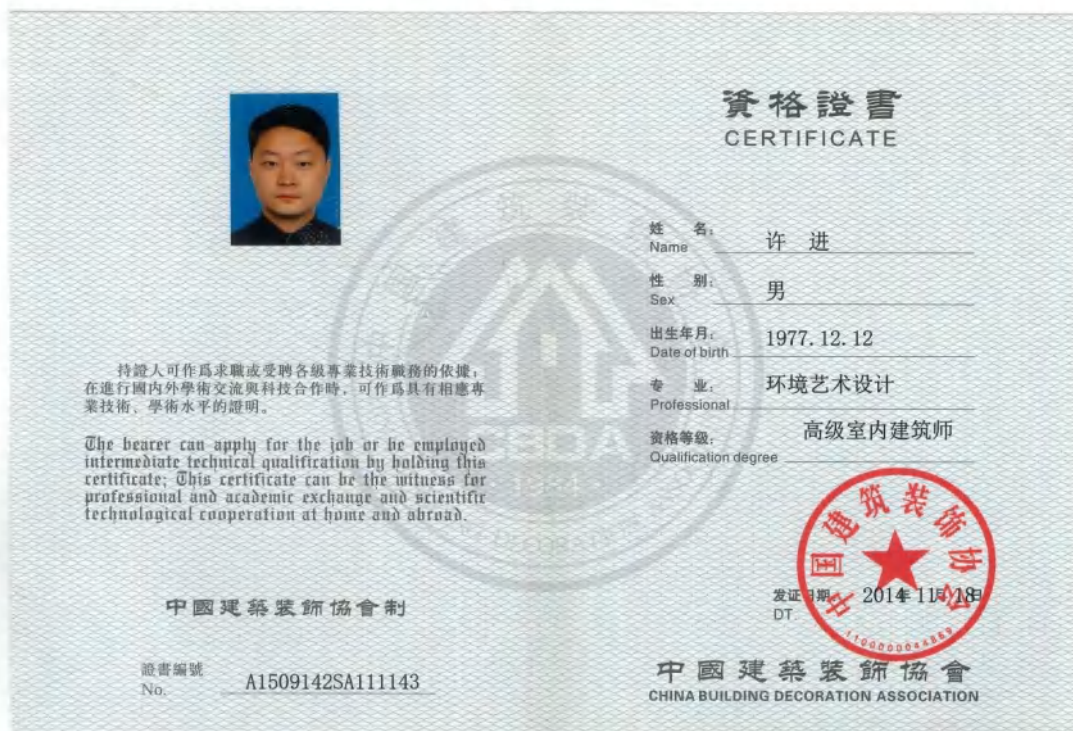 持證人可作爲求職或受聘各級專業技術職務的依據；
在進行國内外學術交流與科技合作時，可作爲具有相應專
業技術、學術水平的證明。
The bearer can apply for the job or be employed
intermediate technical qualification by holding this
certificate; This certificate can be the witness for
professional and academic exchange and scientific
technological cooperation at home and abroad.
中國建築裝飾協會制
證書編號
No. A1509142SA111143
資格證書
CERTIFICATE
姓 名： 许 进
Name
性 别： 男
Sex
出生年月： 1977.12.12
Date of birth
专 业： 环境艺术设计
Professional
资格等级： 高级室内建筑师
Qualification degree
中国建筑装饰协会
1100000044869
发证日期 2014年11月18日
DT.
中國建築裝飾協會
CHINA BUILDING DECORATION ASSOCIATION